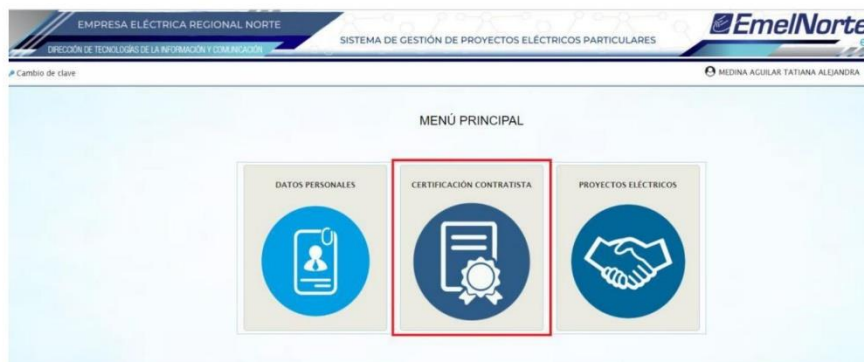 EMPRESA ELÉCTRICA REGIONAL NORTE
DIRECCIÓN DE TECNOLOGÍAS DE LA INFORMACIÓN Y COMUNICACIÓN
SISTEMA DE GESTIÓN DE PROYECTOS ELÉCTRICOS PARTICULARES
EmelNorte
Cambio de clave
MEDINA AGUILAR TATIANA ALEJANDRA
MENÚ PRINCIPAL
DATOS PERSONALES
CERTIFICACIÓN CONTRATISTA
PROYECTOS ELÉCTRICOS